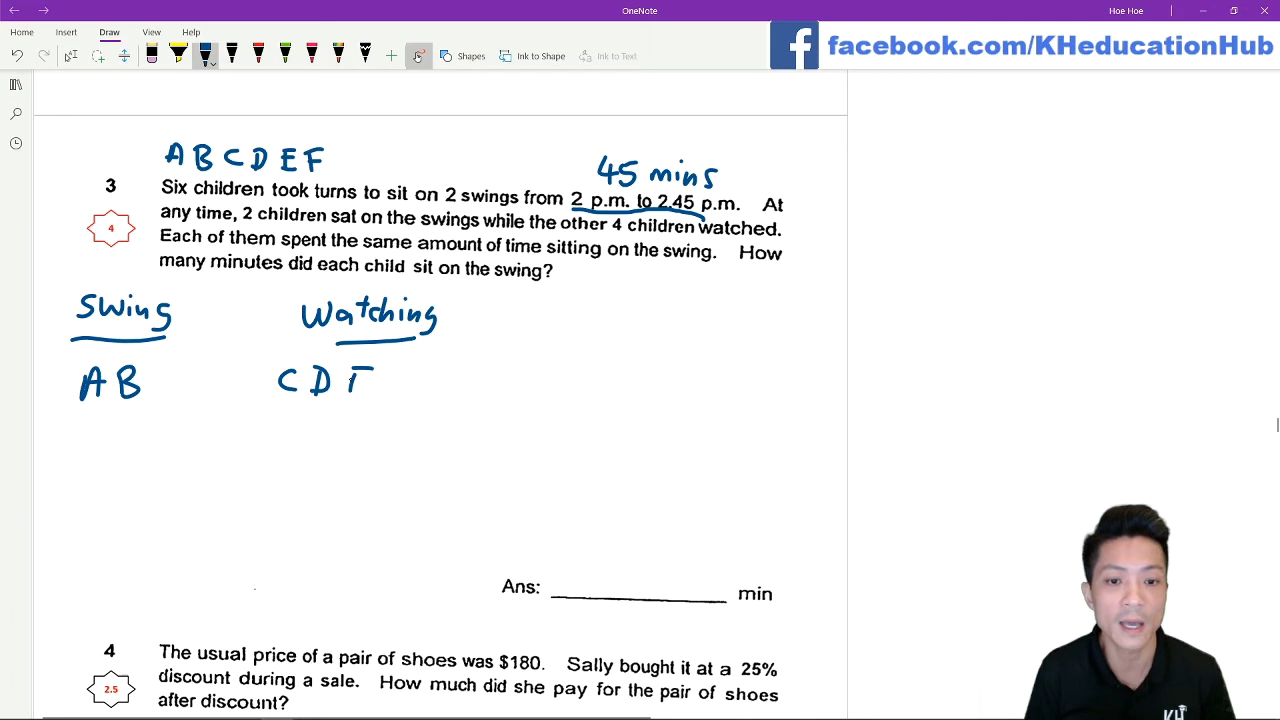 OneNote
Hoe Hoe
Home Insert Draw View Help
facebook.com/KHeducationHub
Shapes Ink to Shape Ink to Text
A B C D E F
45 mins
3 Six children took turns to sit on 2 swings from 2 p.m. to 2.45 p.m. At
4 any time, 2 children sat on the swings while the other 4 children watched.
Each of them spent the same amount of time sitting on the swing. How
many minutes did each child sit on the swing?
Swing Watching
A B C D
Ans: ____________ min
4 The usual price of a pair of shoes was $180. Sally bought it at a 25%
2.5 discount during a sale. How much did she pay for the pair of shoes
after discount?
KH